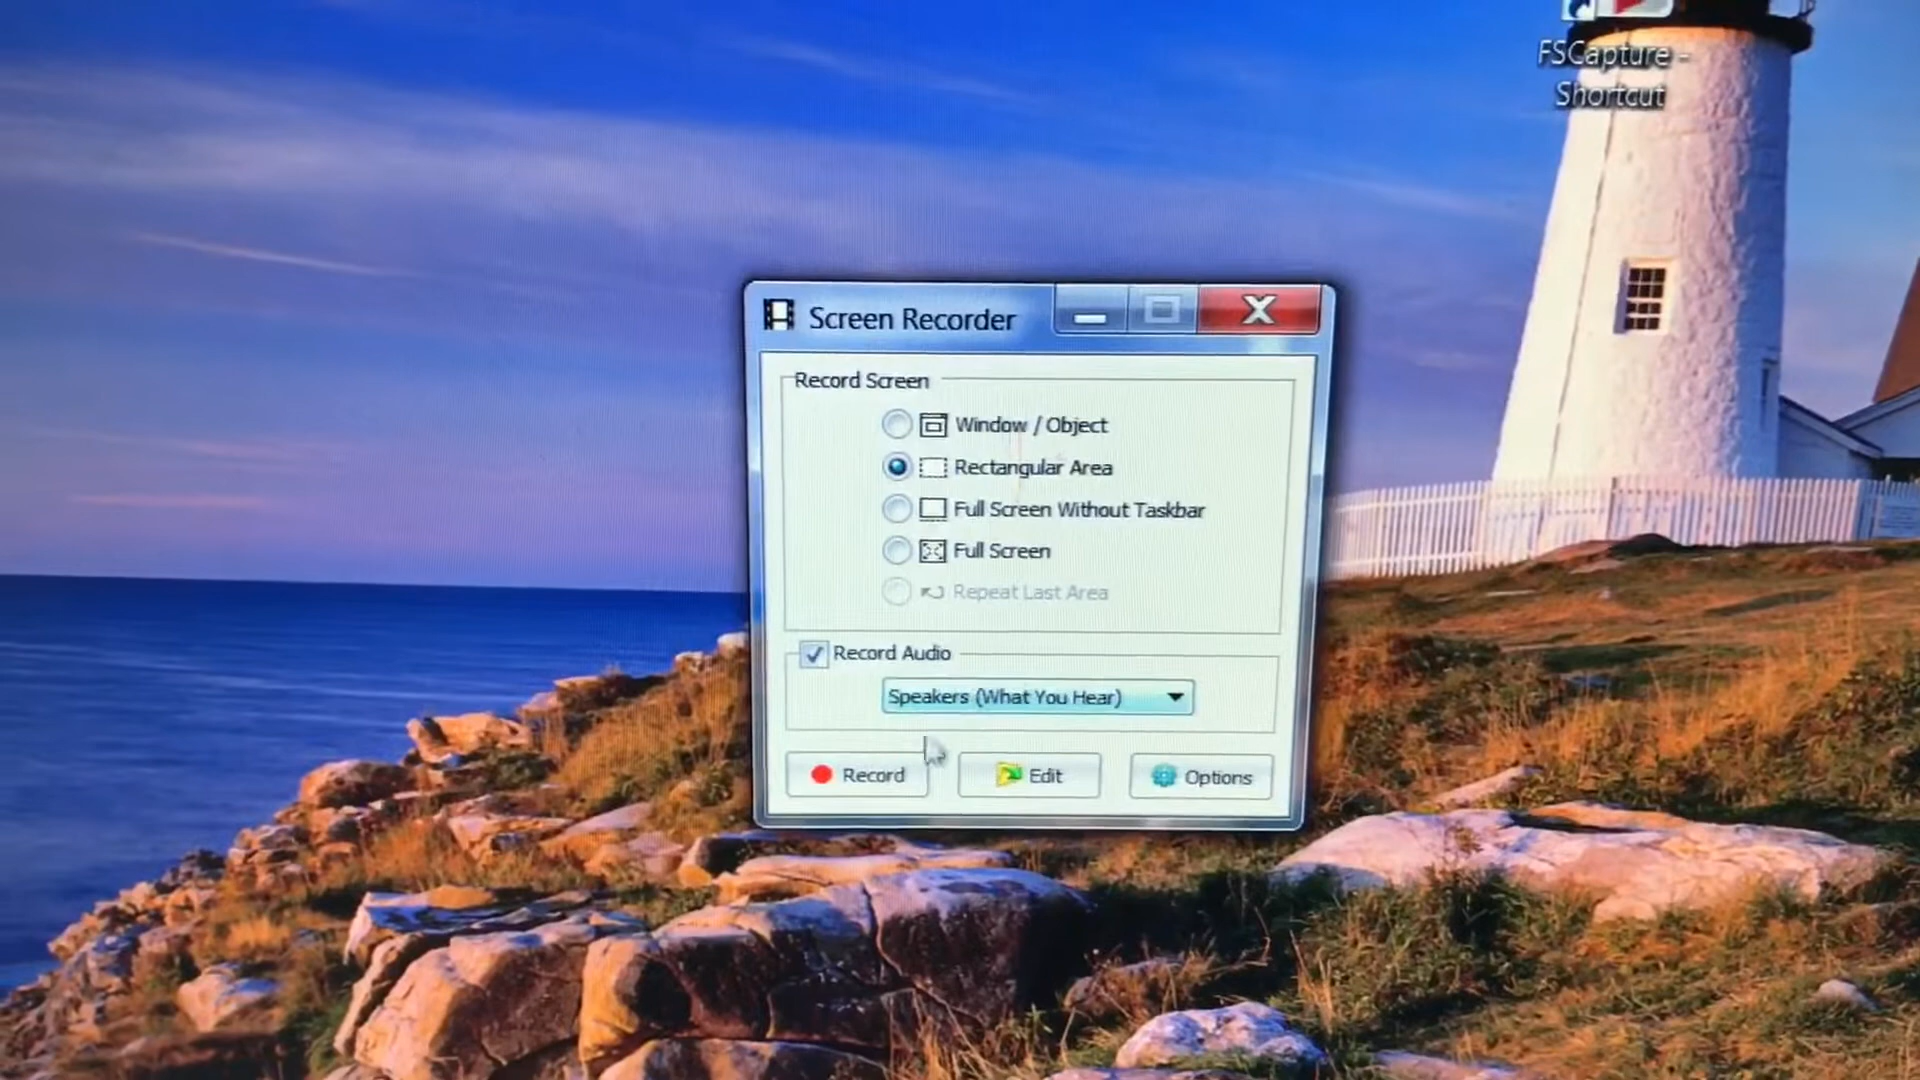 FSCapture -
Shortcut
Screen Recorder
Record Screen
Window / Object
Rectangular Area
Full Screen Without Taskbar
Full Screen
Repeat Last Area
Record Audio
Speakers (What You Hear)
Record
Edit
Options